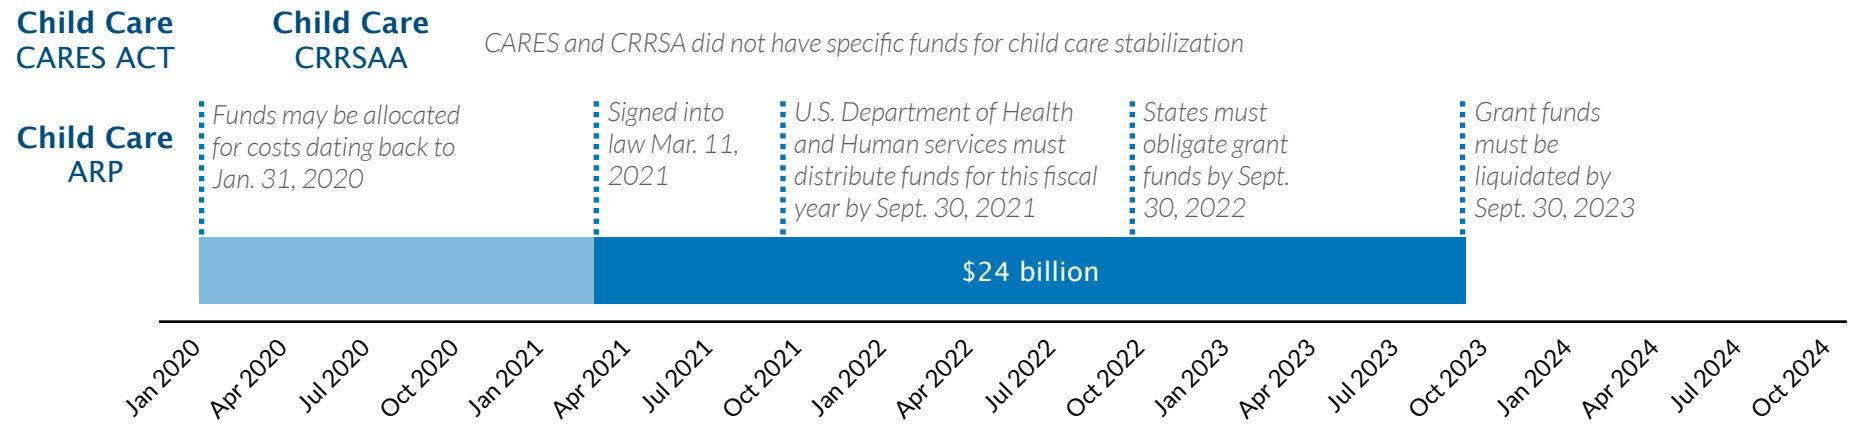 Child Care
CARES ACT
Child Care
CRRSAA
CARES and CRRSA did not have specific funds for child care stabilization
Child Care
ARP
Funds may be allocated
for costs dating back to
Jan. 31, 2020
Signed into
law Mar. 11,
2021
U.S. Department of Health
and Human services must
distribute funds for this fiscal
year by Sept. 30, 2021
States must
obligate grant
funds by Sept.
30, 2022
Grant funds
must be
liquidated by
Sept. 30, 2023
$24 billion
Jan 2020
Apr 2020
Jul 2020
Oct 2020
Jan 2021
Apr 2021
Jul 2021
Oct 2021
Jan 2022
Apr 2022
Jul 2022
Oct 2022
Jan 2023
Apr 2023
Jul 2023
Oct 2023
Jan 2024
Apr 2024
Jul 2024
Oct 2024